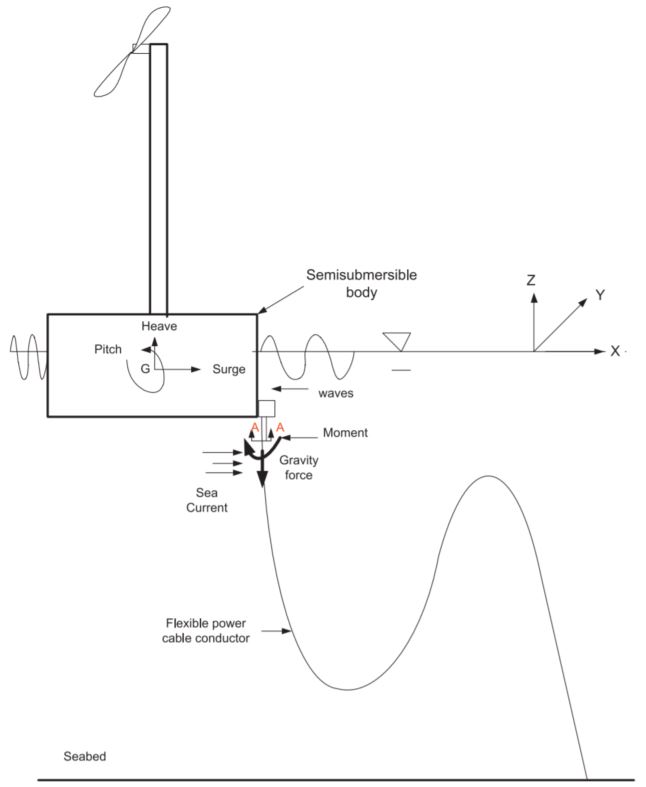 Semisubmersible
body
Z
Y
X
Heave
Pitch
G
Surge
waves
A
A
Moment
Gravity
force
Sea
Current
Flexible power
cable conductor
Seabed